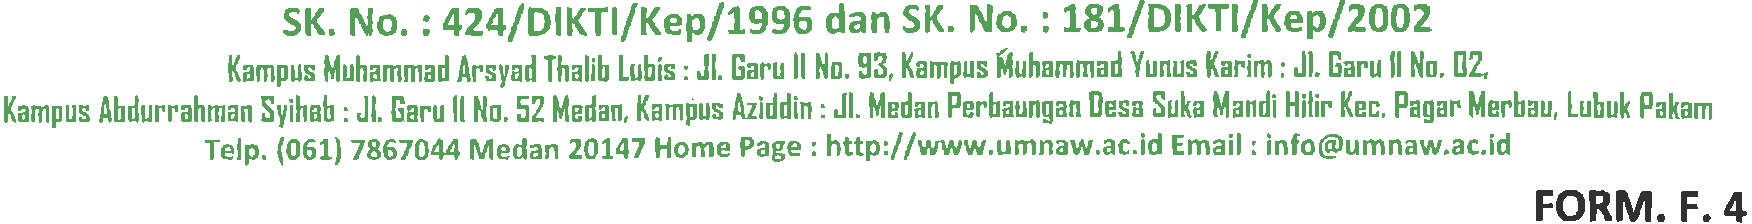 SK. No. : 424/DIKTI/Kep/1996 dan SK. No. : 181/DIKTI/Kep/2002
Kampus Muhammad Arsyad Thalib Lubis : Jl. Garu II No. 93, Kampus Muhammad Yunus Karim : Jl. Garu II No. 02,
Kampus Abdurrahman Syihab : Jl. Garu II No. 52 Medan, Kampus Aziddin : Jl. Medan Perbaungan Desa Suka Mandi Hilir Kec. Pagar Merbau, Lubuk Pakam
Telp. (061) 7867044 Medan 20147 Home Page : http://www.umnaw.ac.id Email : info@umnaw.ac.id
FORM. F. 4